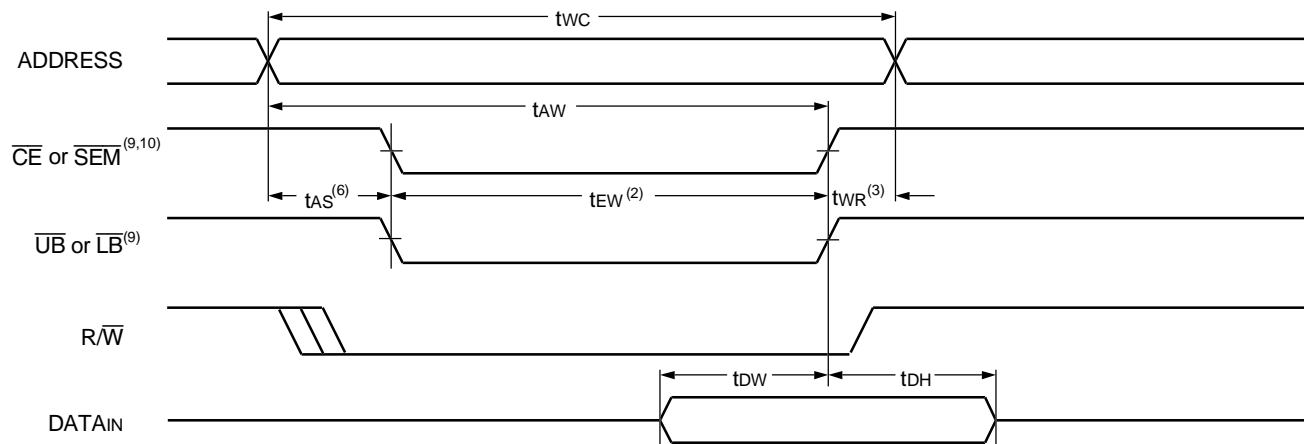 tWC
ADDRESS
tAW
CE or SEM(9,10)
tAS(6) tEW(2) tWR(3)
UB or LB(9)
R/W
tDW tDH
DATAIN